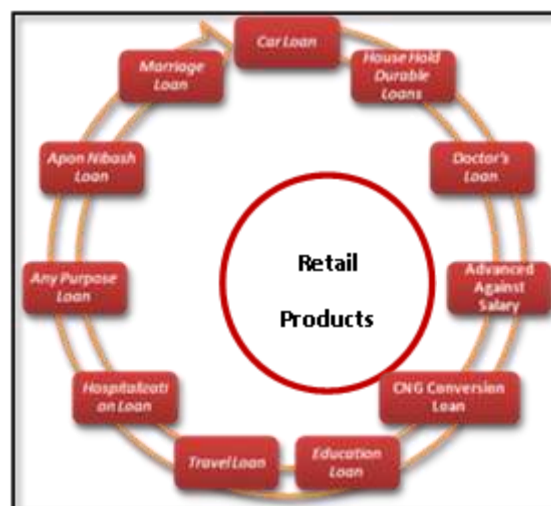 Car Loan
House Hold
Durable
Loans
Doctor's
Loan
Advanced
Against
Salary
CNG Conversion
Loan
Education
Loan
Travel Loan
Hospitalizati
on Loan
Any Purpose
Loan
Apon Nibash
Loan
Marriage
Loan
Retail
Products